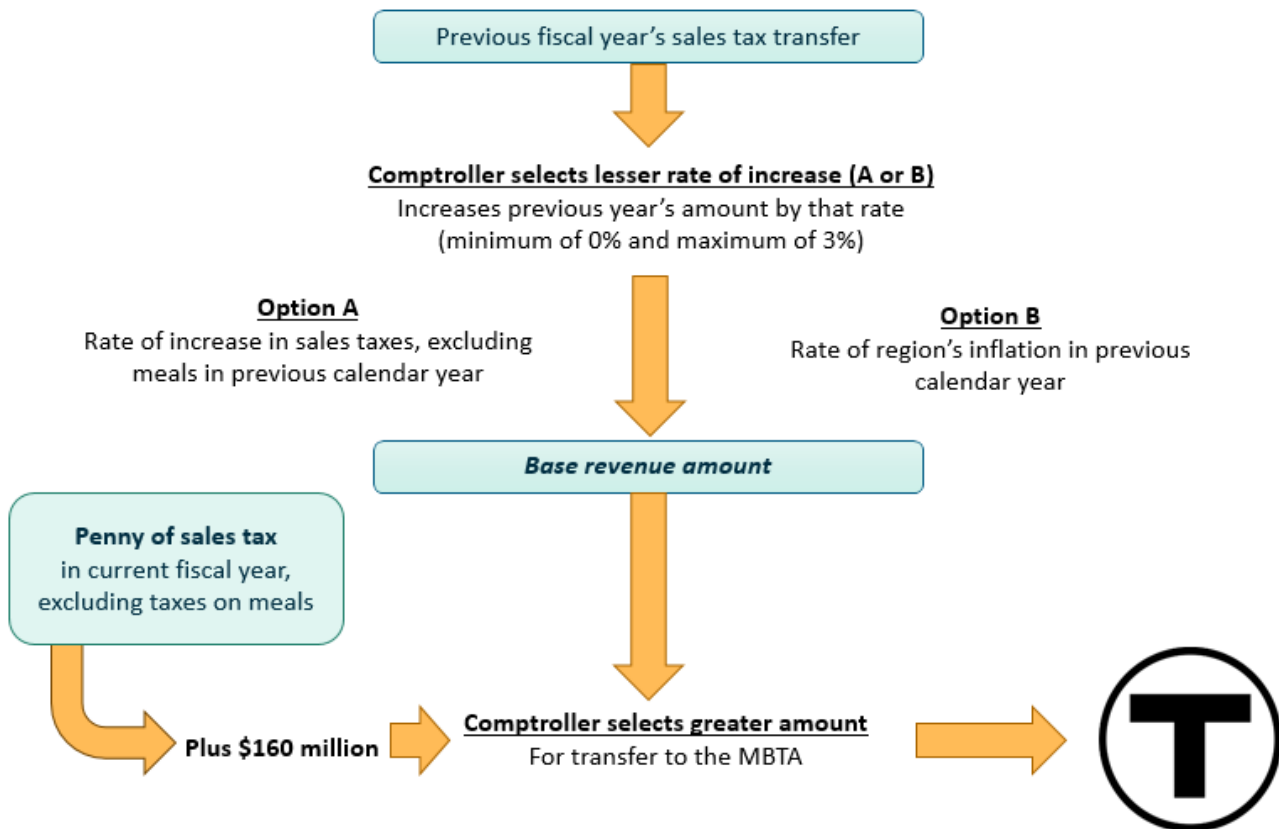 Previous fiscal year’s sales tax transfer
Comptroller selects lesser rate of increase (A or B)
Increases previous year’s amount by that rate
(minimum of 0% and maximum of 3%)
Option A
Rate of increase in sales taxes, excluding
meals in previous calendar year
Option B
Rate of region’s inflation in previous
calendar year
Base revenue amount
Penny of sales tax
in current fiscal year,
excluding taxes on meals
Plus $160 million
Comptroller selects greater amount
For transfer to the MBTA
T